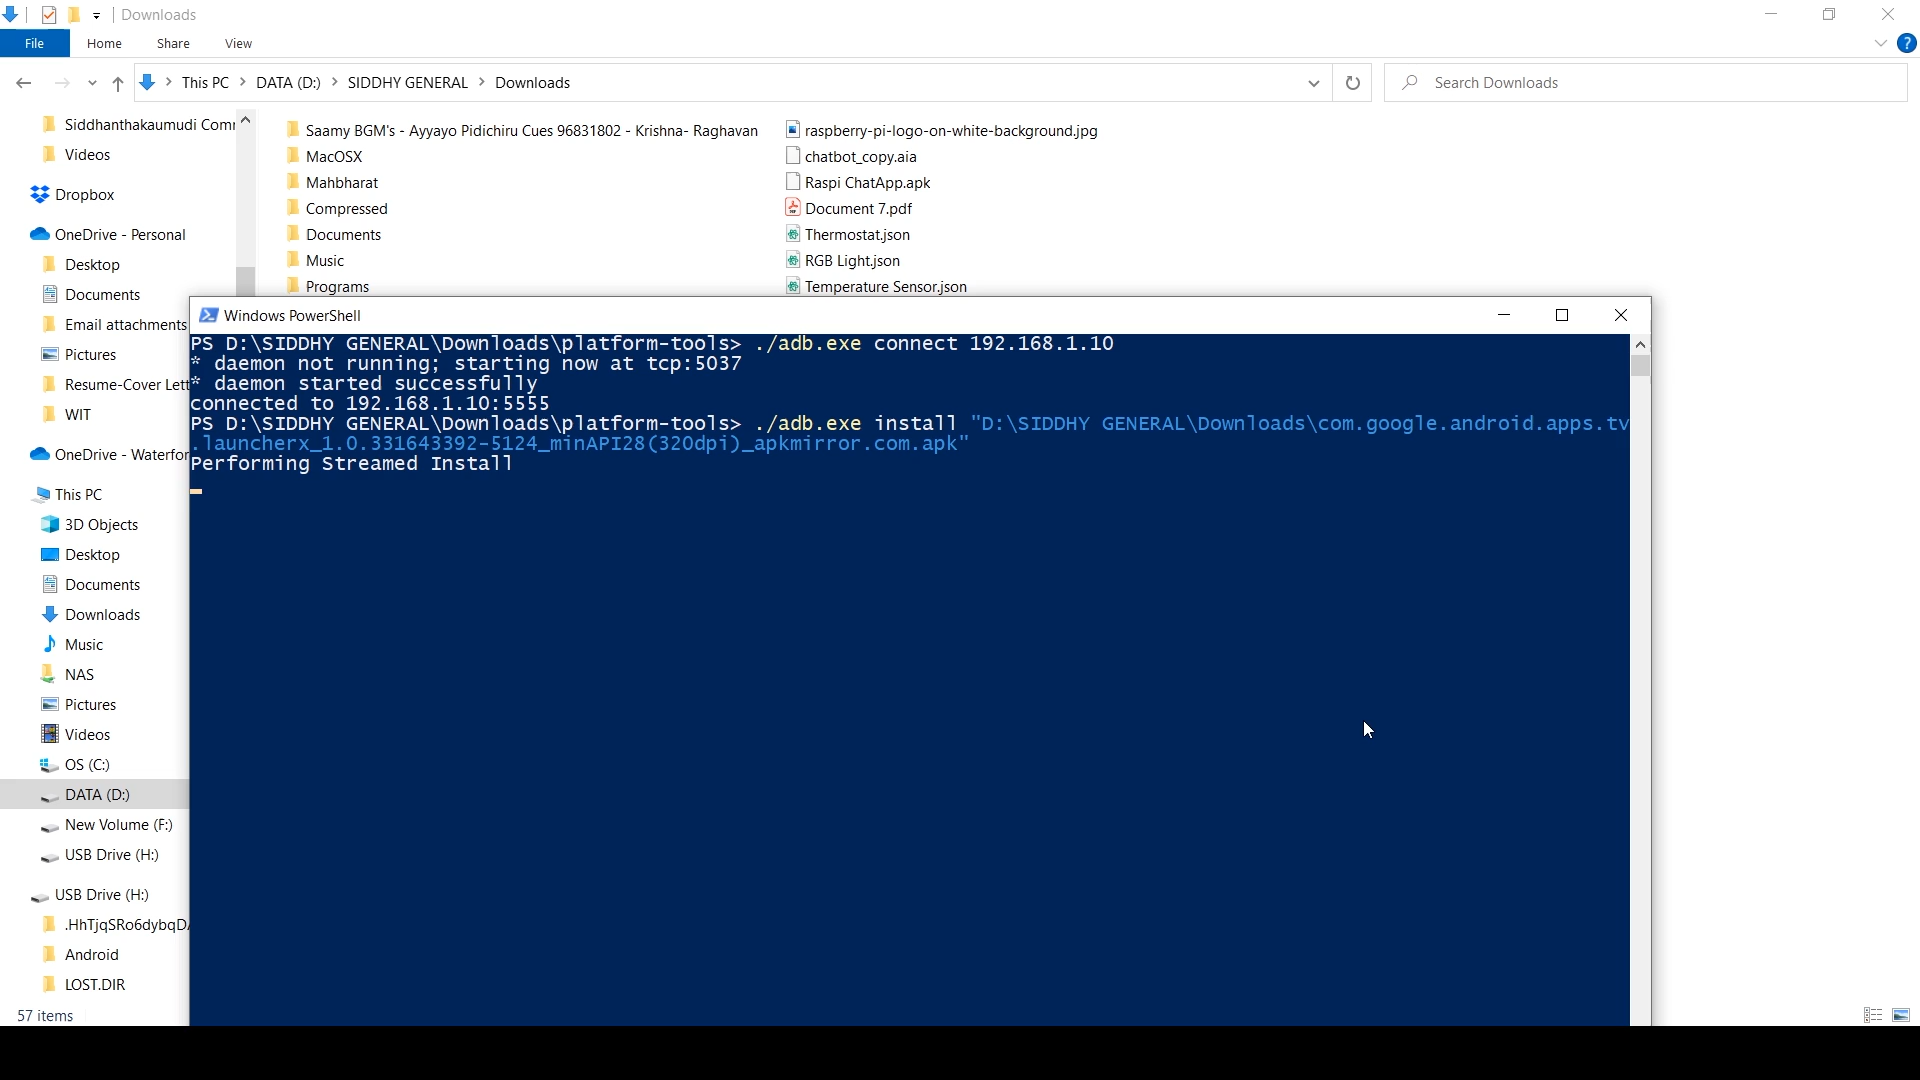 Downloads
File Home Share View
This PC > DATA (D:) > SIDDHY GENERAL > Downloads
Search Downloads
Siddhanthakaumudi Com
Videos
Dropbox
OneDrive - Personal
Desktop
Documents
Email attachments
Pictures
Resume-Cover Lett
WIT
OneDrive - Waterfor
This PC
3D Objects
Desktop
Documents
Downloads
Music
NAS
Pictures
Videos
OS (C:)
DATA (D:)
New Volume (F:)
USB Drive (H:)
USB Drive (H:)
.HhTjqSRo6dybqD
Android
LOST.DIR
57 items
Saamy BGM's - Ayyayo Pidichiru Cues 96831802 - Krishna- Raghavan
MacOSX
Mahbharat
Compressed
Documents
Music
Programs
raspberry-pi-logo-on-white-background.jpg
chatbot_copy.aia
Raspi ChatApp.apk
Document 7.pdf
Thermostat.json
RGB Light.json
Temperature Sensor.json
Windows PowerShell
PS D:\SIDDHY GENERAL\Downloads\platform-tools> ./adb.exe connect 192.168.1.10
* daemon not running; starting now at tcp:5037
* daemon started successfully
connected to 192.168.1.10:5555
PS D:\SIDDHY GENERAL\Downloads\platform-tools> ./adb.exe install "D:\SIDDHY GENERAL\Downloads\com.google.android.apps.tv
.launcherx_1.0.331643392-5124_minAPI28(320dpi)_apkmirror.com.apk"
Performing Streamed Install